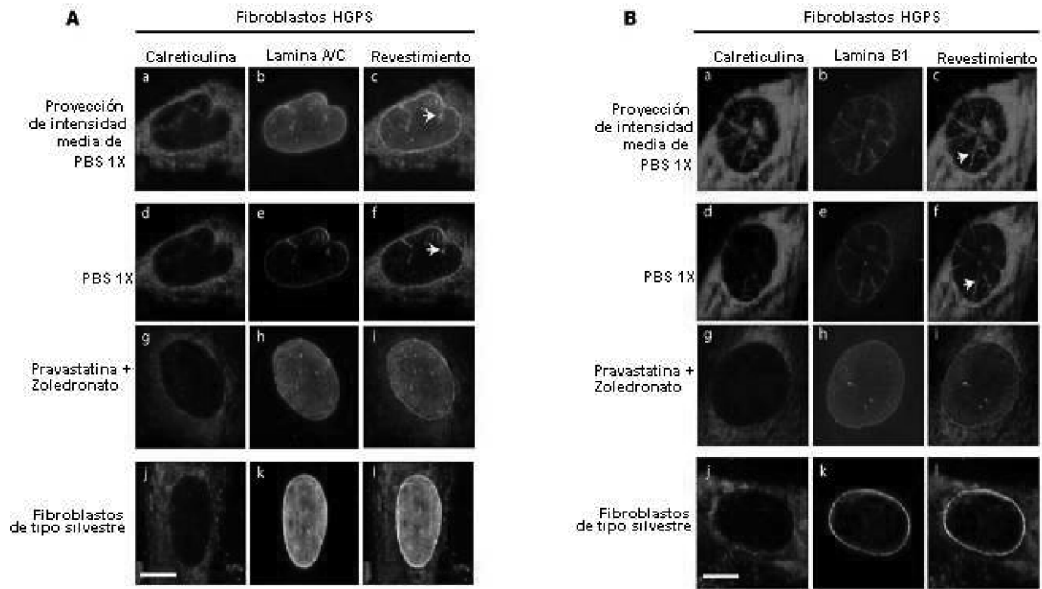 A
Fibroblastos HGPS
Calreticulina Lamina A/C Revestimiento
a b c
Proyección
de intensidad
media de
PBS 1X
d e f
PBS 1X
g h i
Pravastatina +
Zoledronato
j k l
Fibroblastos
de tipo silvestre
B
Fibroblastos HGPS
Calreticulina Lamina B1 Revestimiento
a b c
Proyección
de intensidad
media de
PBS 1X
d e f
PBS 1X
g h i
Pravastatina +
Zoledronato
j k l
Fibroblastos
de tipo silvestre